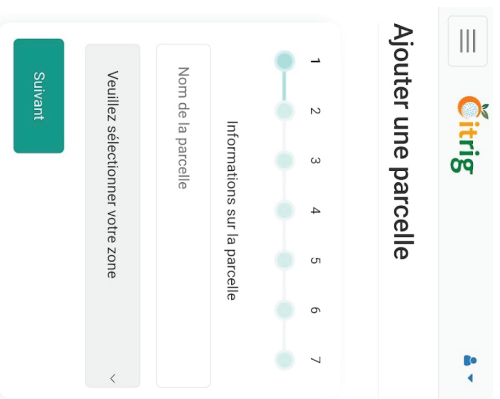 Citrig
Ajouter une parcelle
1 2 3 4 5 6 7
Informations sur la parcelle
Nom de la parcelle
Veuillez sélectionner votre zone
Suivant